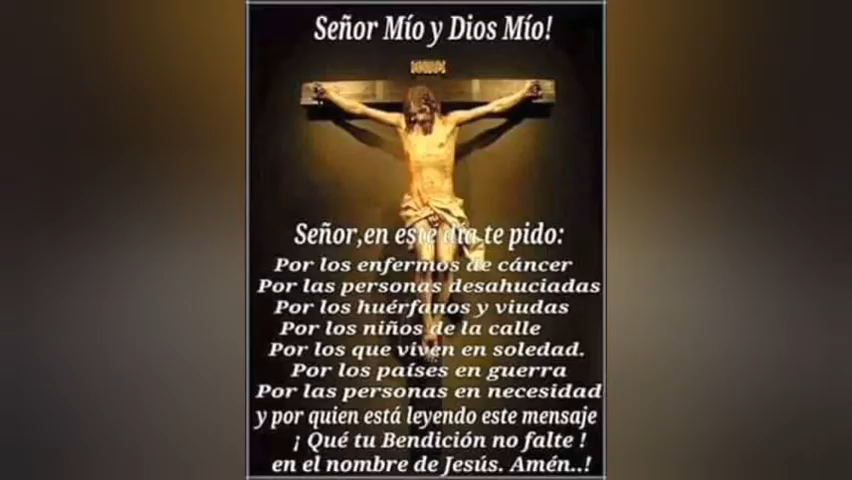 Señor Mío y Dios Mío!
Señor,en este día te pido:
Por los enfermos de cáncer
Por las personas desahuciadas
Por los huérfanos y viudas
Por los niños de la calle
Por los que viven en soledad.
Por los países en guerra
Por las personas en necesidad
y por quien está leyendo este mensaje
¡ Qué tu Bendición no falte !
en el nombre de Jesús. Amén..!